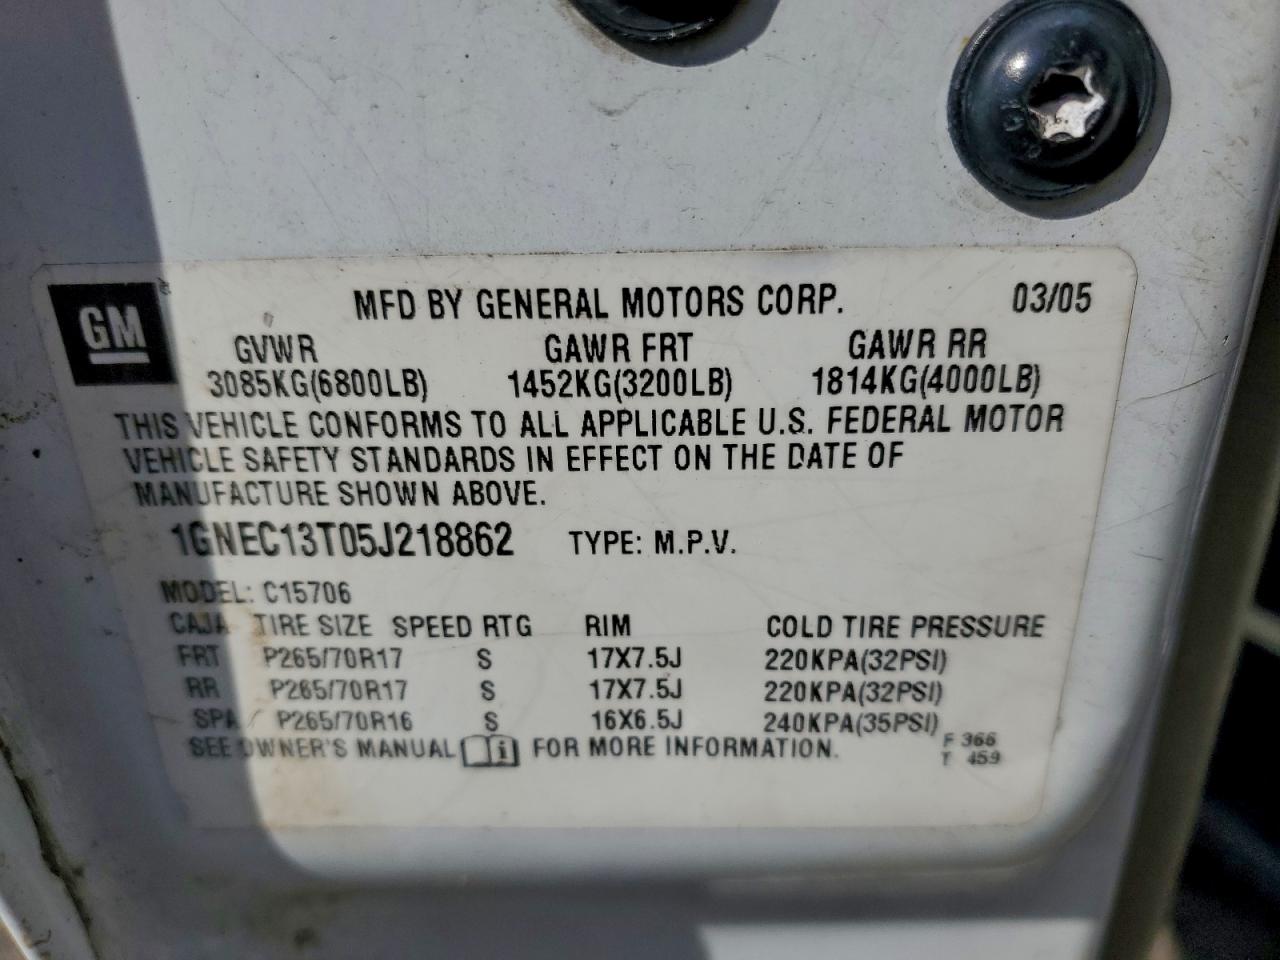 GM
MFD BY GENERAL MOTORS CORP. 03/05
GVWR GAWR FRT GAWR RR
3085KG(6800LB) 1452KG(3200LB) 1814KG(4000LB)
THIS VEHICLE CONFORMS TO ALL APPLICABLE U.S. FEDERAL MOTOR
VEHICLE SAFETY STANDARDS IN EFFECT ON THE DATE OF
MANUFACTURE SHOWN ABOVE.
1GNEC13T05J218862 TYPE: M.P.V.
MODEL: C15706
TIRE SIZE SPEED RTG RIM COLD TIRE PRESSURE
FRT P265/70R17 S 17X7.5J 220KPA(32PSI)
RR P265/70R17 S 17X7.5J 220KPA(32PSI)
SPA P265/70R16 S 16X6.5J 240KPA(35PSI)
SEE OWNER'S MANUAL i FOR MORE INFORMATION.
F 366
T 459